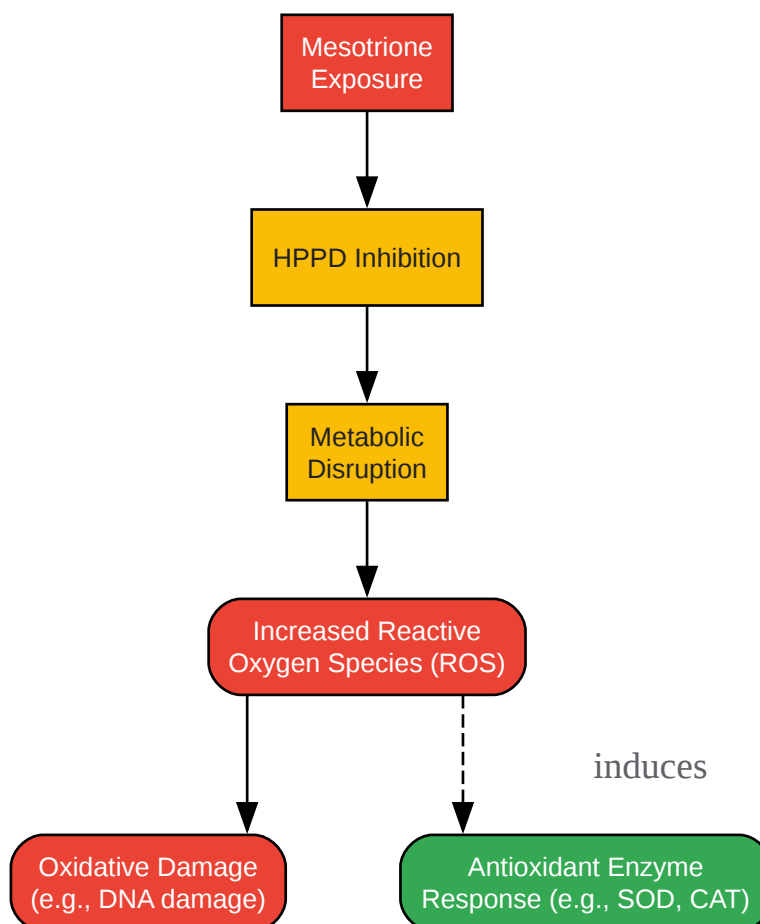 Mesotrione
Exposure
HPPD Inhibition
Metabolic
Disruption
Increased Reactive
Oxygen Species (ROS)
induces
Oxidative Damage
(e.g., DNA damage)
Antioxidant Enzyme
Response (e.g., SOD, CAT)